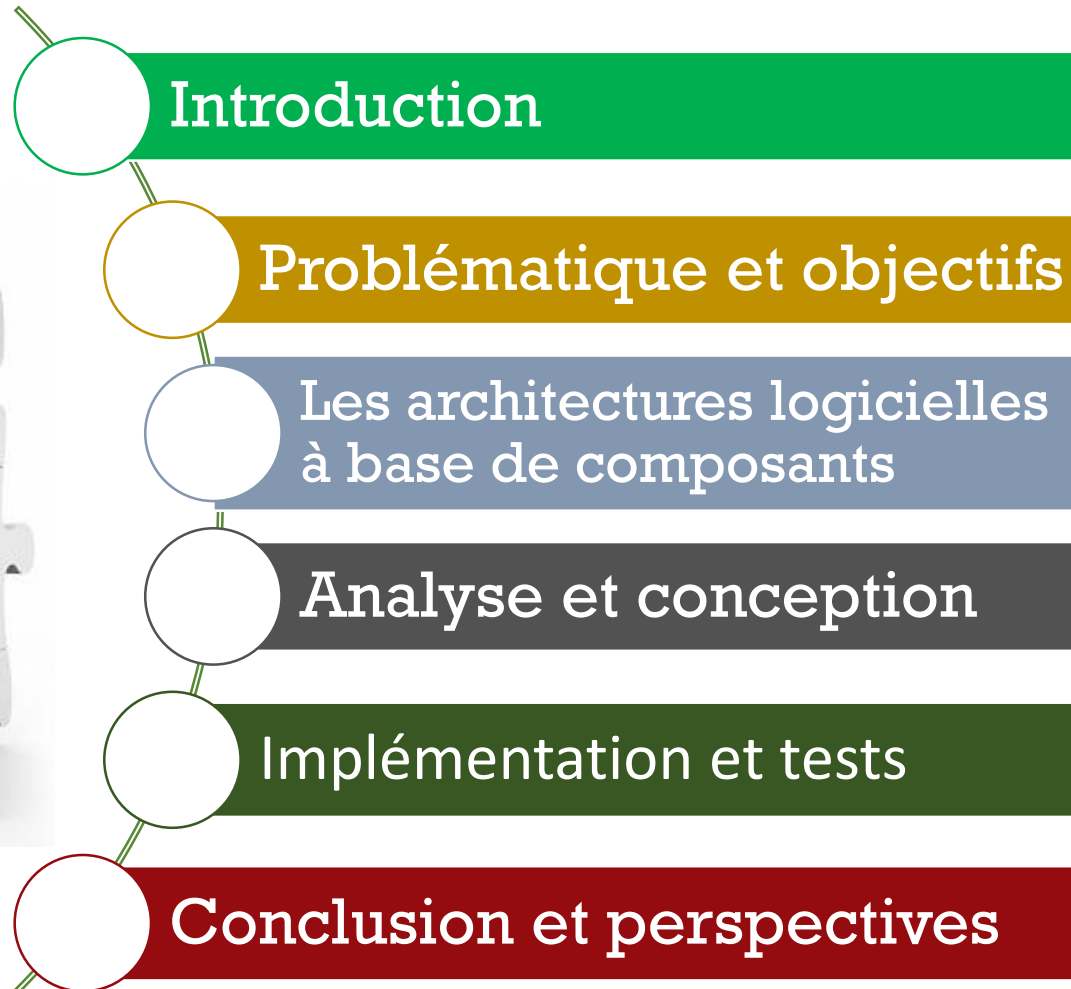 Introduction
Problématique et objectifs
Les architectures logicielles
à base de composants
Analyse et conception
Implémentation et tests
Conclusion et perspectives